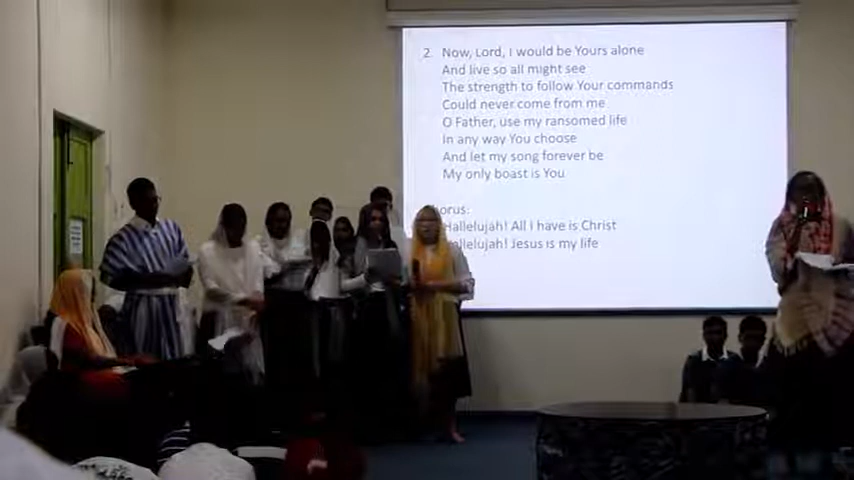 2. Now, Lord, I would be Yours alone
And live so all might see
The strength to follow Your commands
Could never come from me
O Father, use my ransomed life
In any way You choose
And let my song forever be
My only boast is You
orus:
Hallelujah! All I have is Christ
llelujah! Jesus is my life